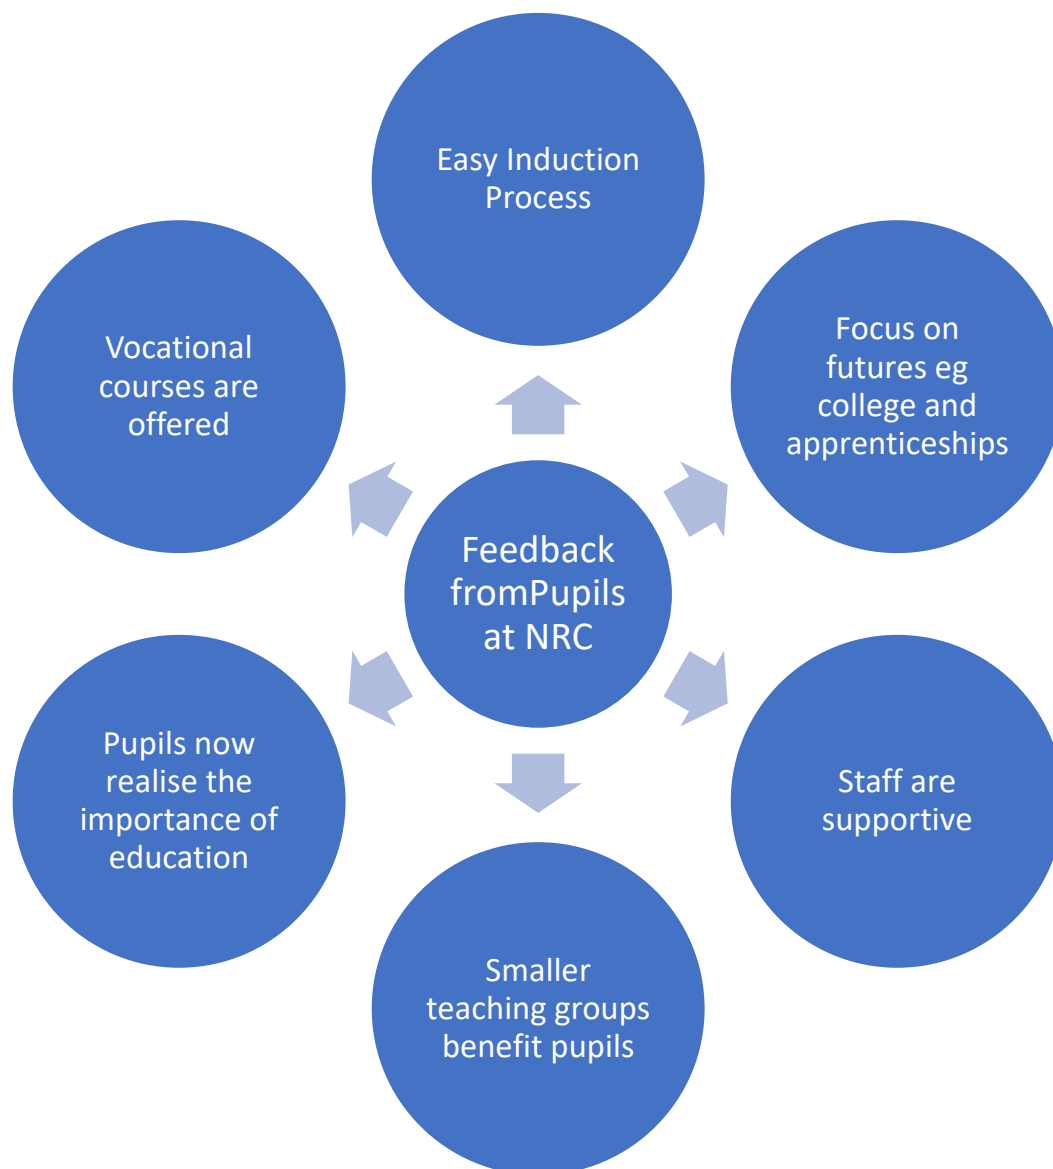 Easy Induction
Process
Focus on
futures eg
college and
apprenticeships
Staff are
supportive
Smaller
teaching groups
benefit pupils
Pupils now
realise the
importance of
education
Vocational
courses are
offered
Feedback
fromPupils
at NRC